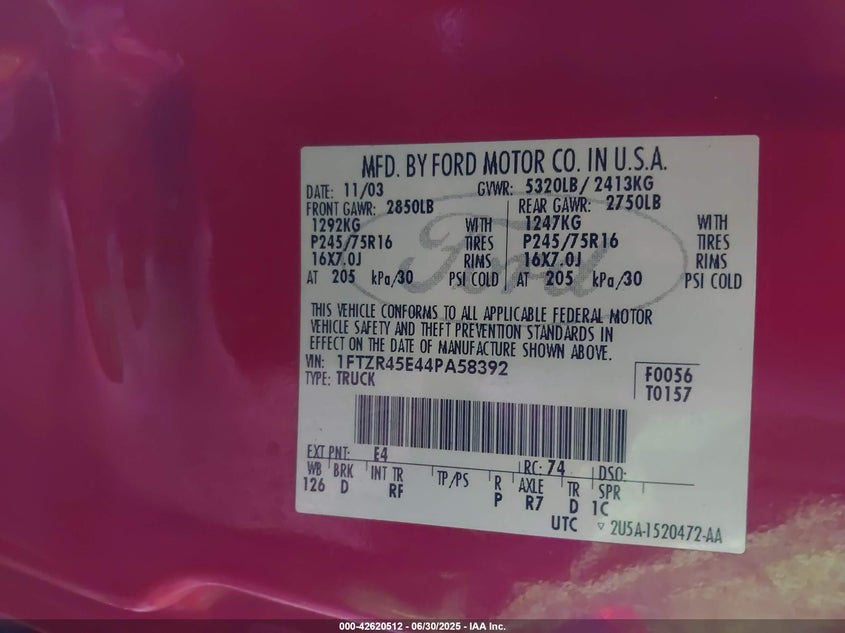 MFD. BY FORD MOTOR CO. IN U.S.A.
DATE: 11/03 GVWR: 5320LB/ 2413KG
FRONT GAWR: 2850LB REAR GAWR: 2750LB
1292KG WITH 1247KG WITH
P245/75R16 TIRES P245/75R16 TIRES
16X7.0J RIMS 16X7.0J RIMS
AT 205 kPa/30 PSI COLD AT 205 kPa/30 PSI COLD
Ford
THIS VEHICLE CONFORMS TO ALL APPLICABLE FEDERAL MOTOR
VEHICLE SAFETY AND THEFT PREVENTION STANDARDS IN
EFFECT ON THE DATE OF MANUFACTURE SHOWN ABOVE.
VIN: 1FTZR45E44PA58392 F0056
TYPE: TRUCK T0157
EXT PNT: E4 RC: 74 DSO:
WB BRK INT TR TP/PS R AXLE TR SPR
126 D RF P R7 D 1C
UTC ▽ 2U5A-1520472-AA
000-42620512 - 06/30/2025 - IAA Inc.